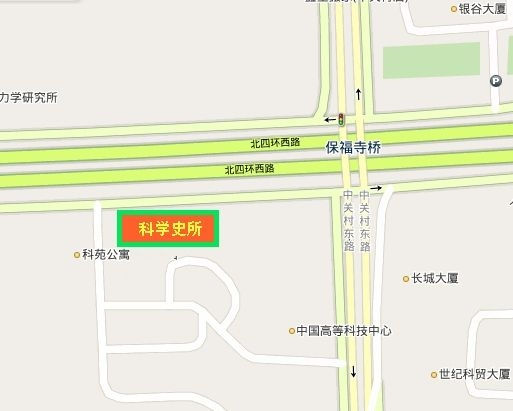 银谷大厦
P
力学研究所
北四环西路
保福寺桥
北四环西路
中关村东路
中关村东路
科学史所
科苑公寓
长城大厦
中国高等科技中心
世纪科贸大厦